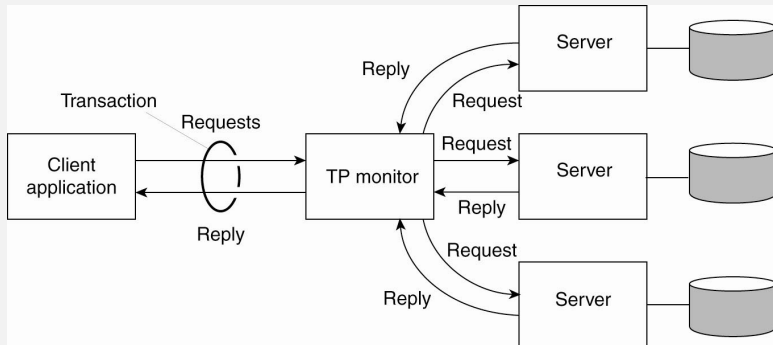 Server
Reply
Request
Transaction
Requests
Client
application
Reply
TP monitor
Request
Reply
Server
Request
Reply
Server